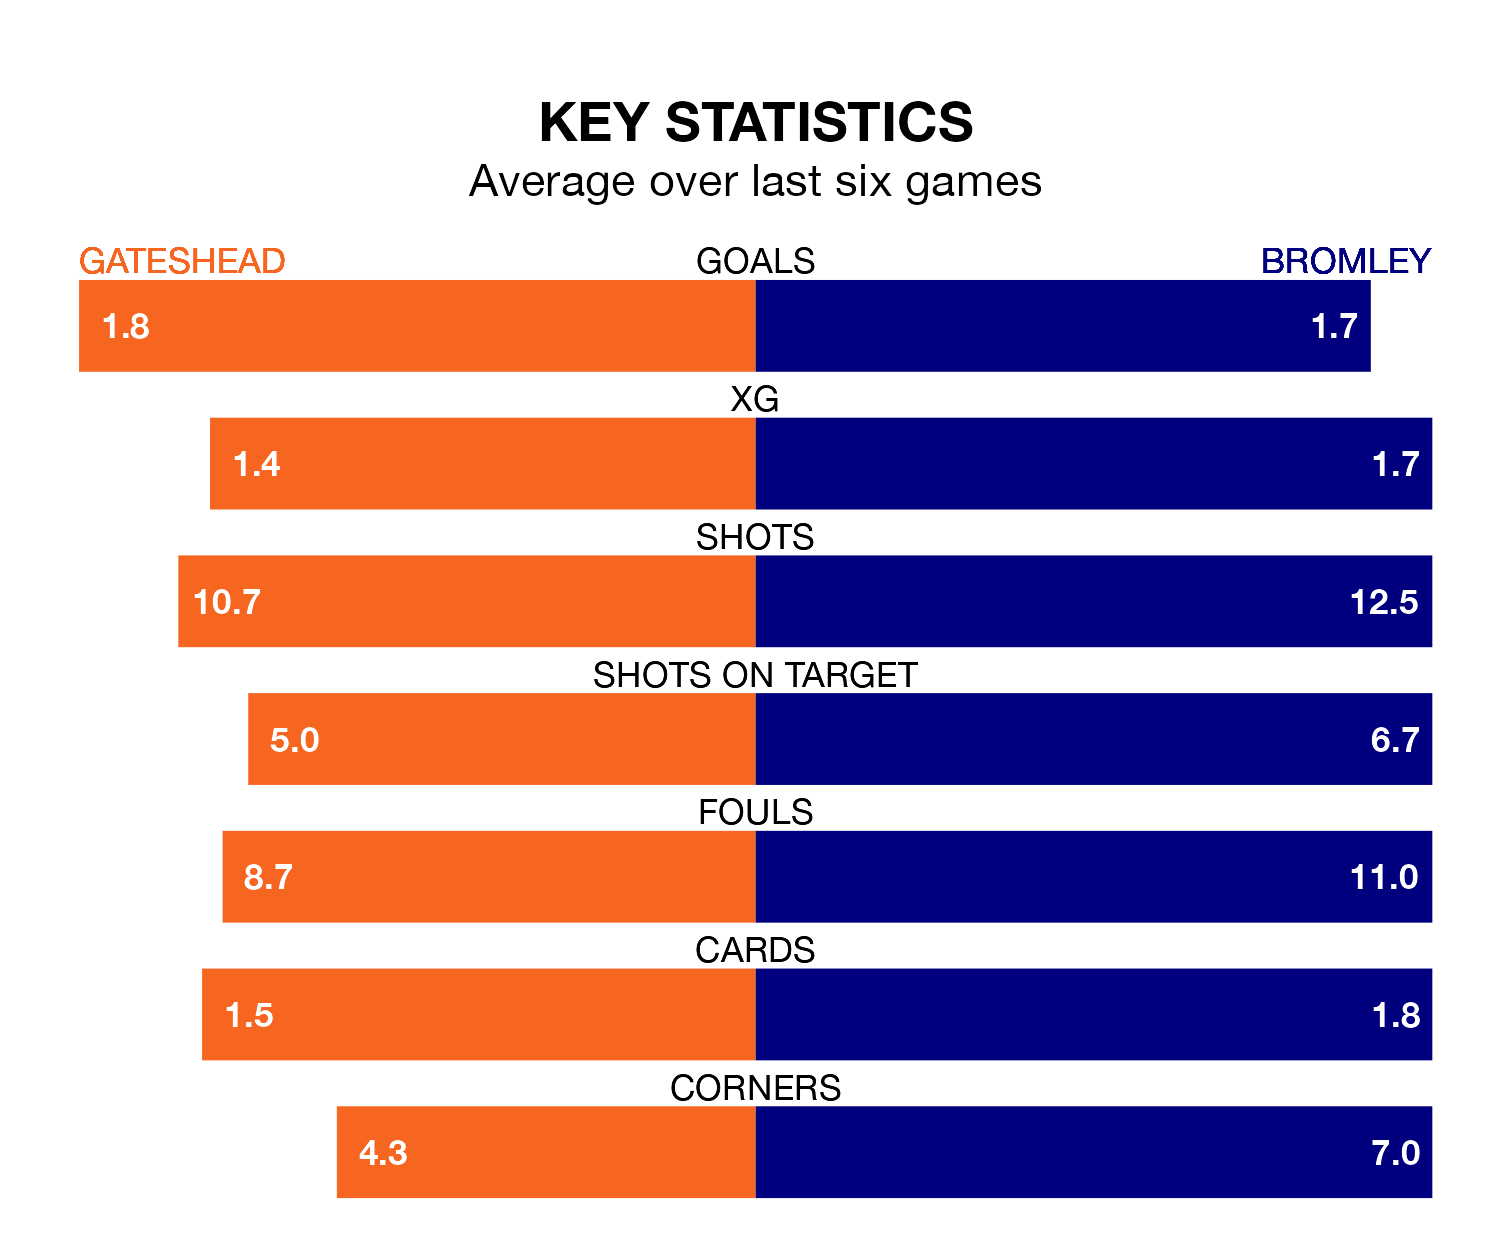 KEY STATISTICS
Average over last six games
GATESHEAD GOALS BROMLEY
1.8 1.7
XG
1.4 1.7
SHOTS
10.7 12.5
SHOTS ON TARGET
5.0 6.7
FOULS
8.7 11.0
CARDS
1.5 1.8
CORNERS
4.3 7.0